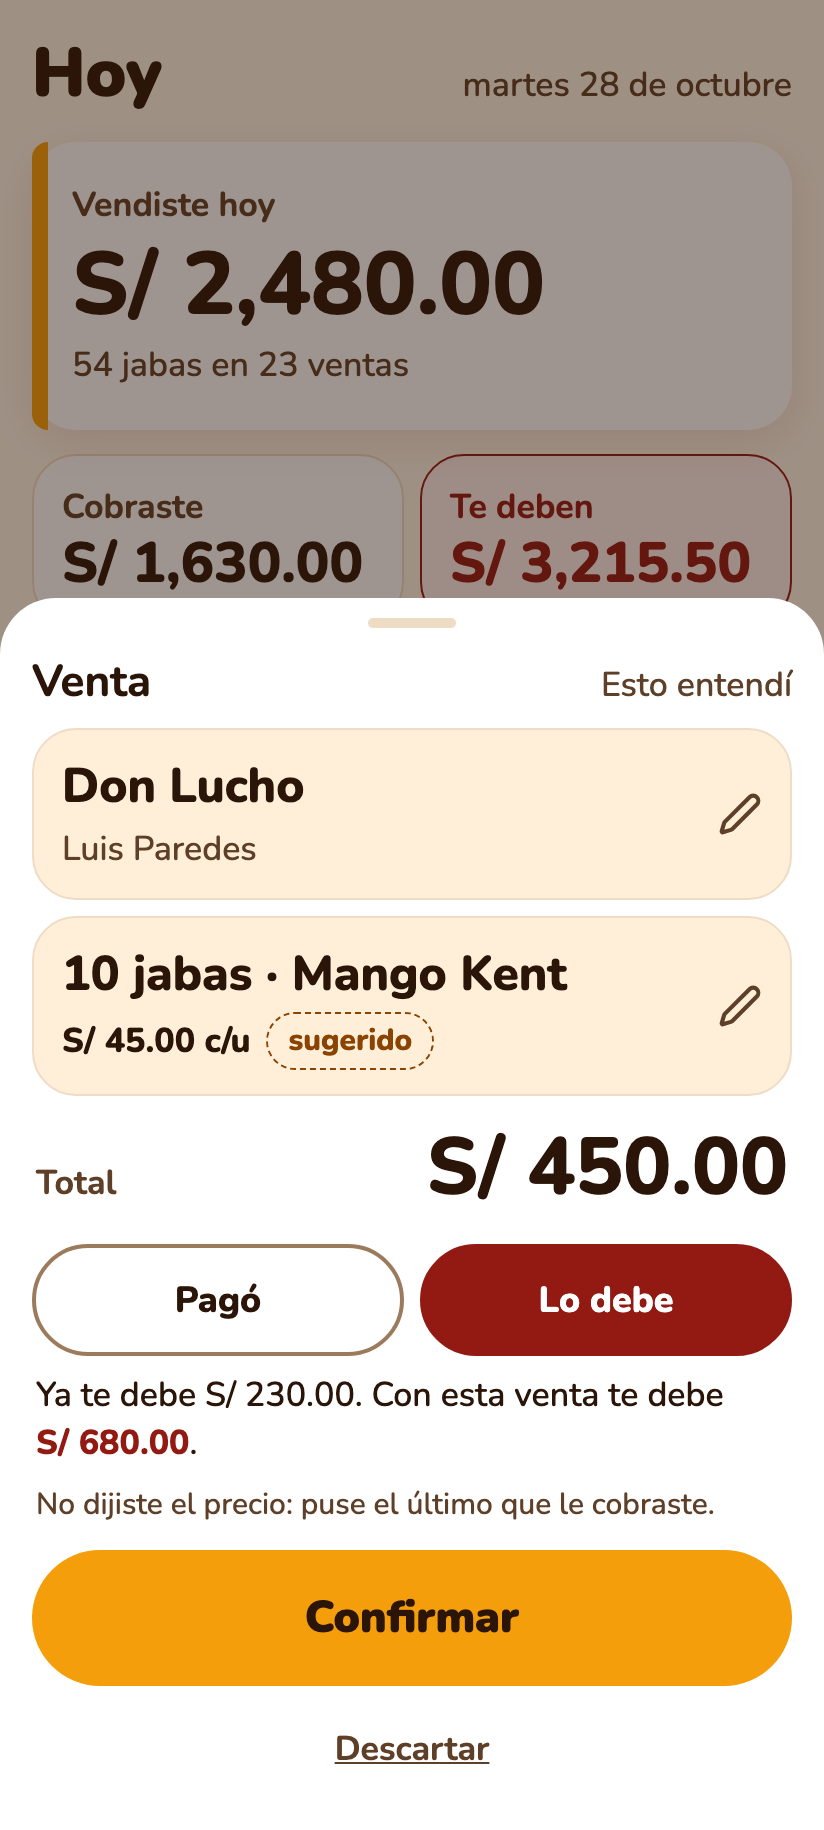 Hoy
martes 28 de octubre
Vendiste hoy
S/ 2,480.00
54 jabas en 23 ventas
Cobraste
S/ 1,630.00
Te deben
S/ 3,215.50
Venta
Esto entendí
Don Lucho
Luis Paredes
10 jabas · Mango Kent
S/ 45.00 c/u
sugerido
Total
S/ 450.00
Pagó
Lo debe
Ya te debe S/ 230.00. Con esta venta te debe
S/ 680.00.
No dijiste el precio: puse el último que le cobraste.
Confirmar
Descartar